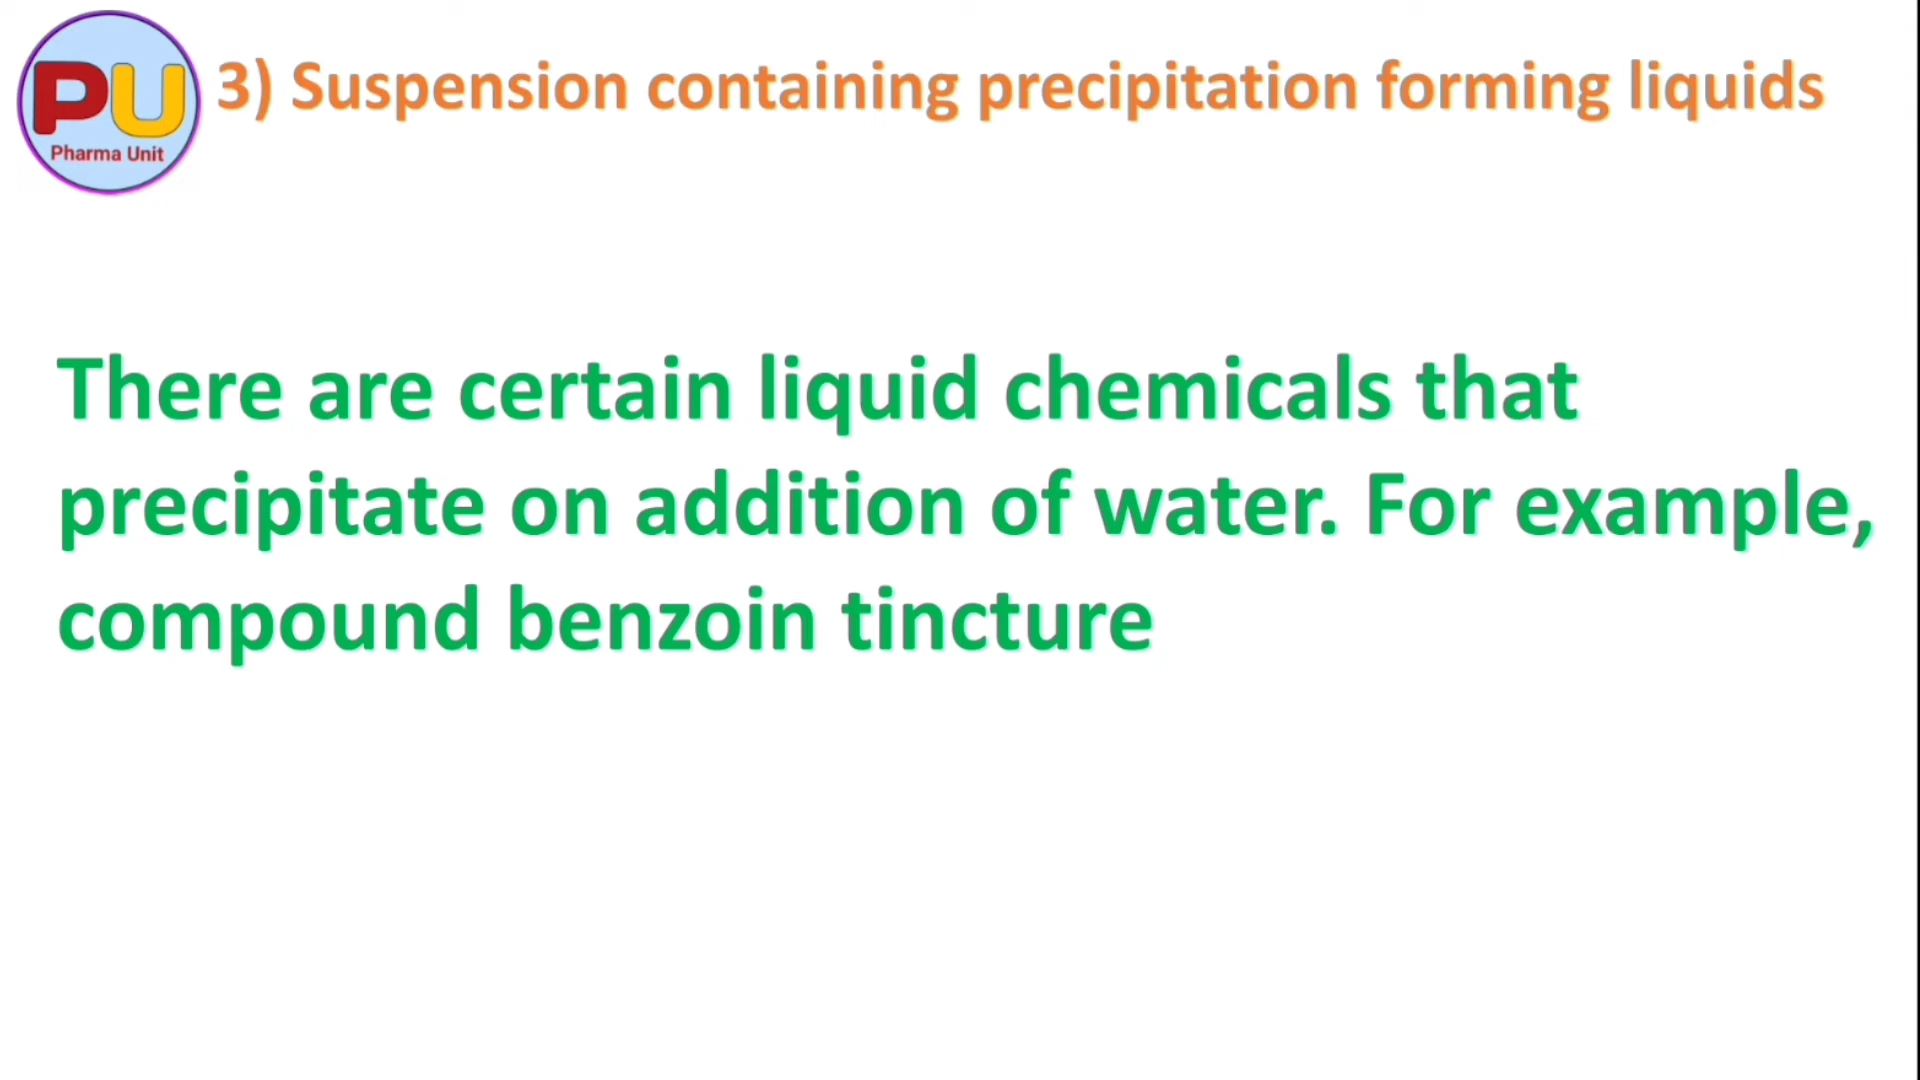 PU
Pharma Unit
3) Suspension containing precipitation forming liquids
There are certain liquid chemicals that
precipitate on addition of water. For example,
compound benzoin tincture